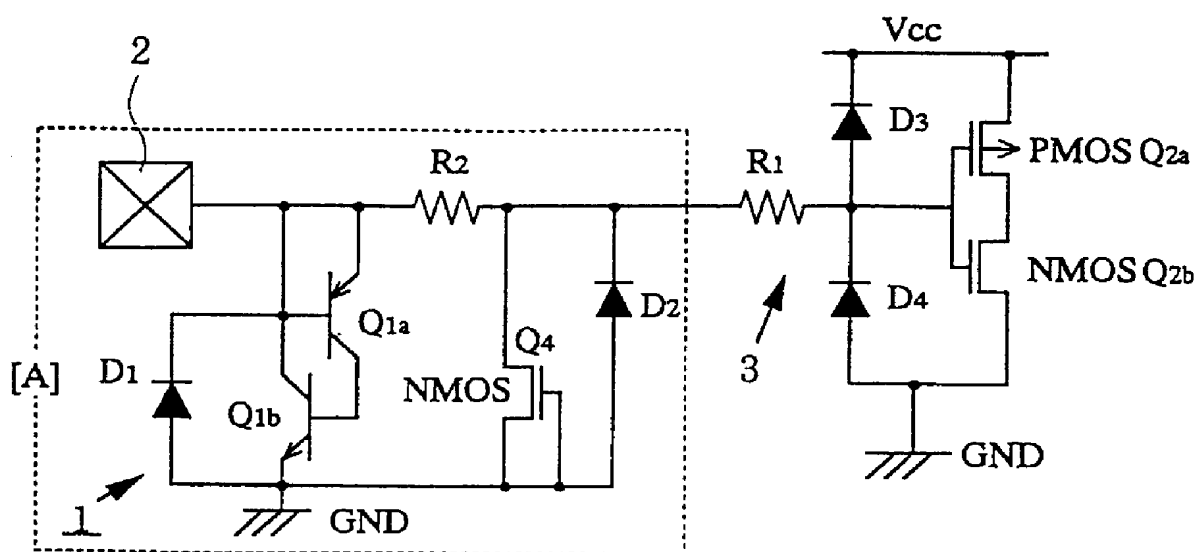 2
Vcc
D3
R2
R1
PMOS Q2a
NMOS Q2b
D4
D2
Q1a
Q4
3
[A]
D1
NMOS
Q1b
GND
1
GND